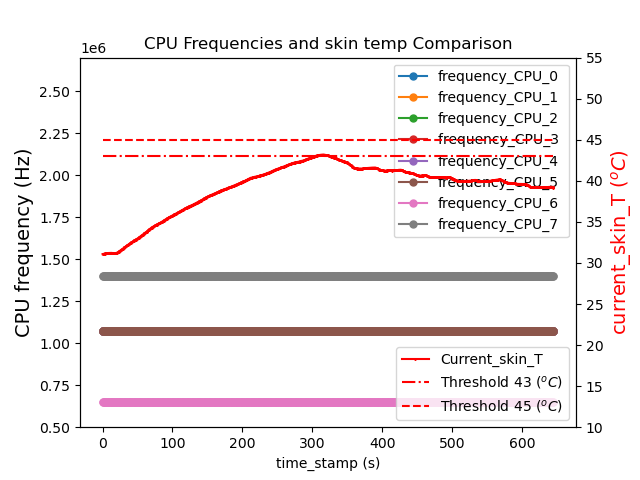 CPU Frequencies and skin temp Comparison
1e6
2.50
2.25
2.00
1.75
1.50
1.25
1.00
0.75
0.50
CPU frequency (Hz)
frequency_CPU_0
frequency_CPU_1
frequency_CPU_2
frequency_CPU_3
frequency_CPU_4
frequency_CPU_5
frequency_CPU_6
frequency_CPU_7
Current_skin_T
Threshold 43 (°C)
Threshold 45 (°C)
55
50
45
40
35
30
25
20
15
10
current_skin_T (°C)
0 100 200 300 400 500 600
time_stamp (s)